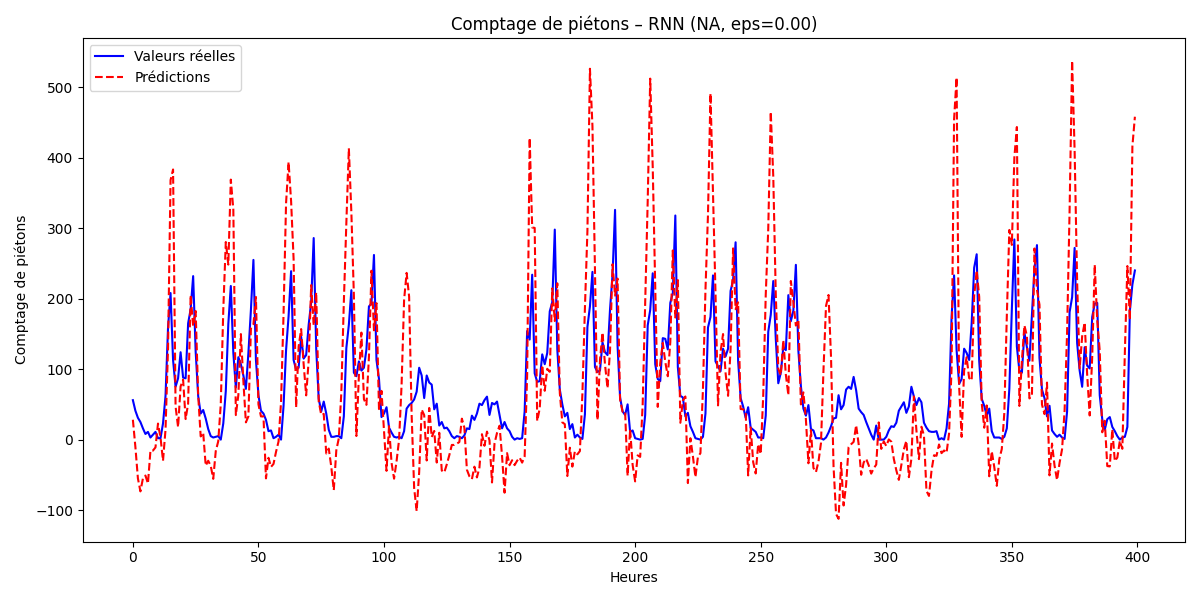 Comptage de piétons – RNN (NA, eps=0.00)
Valeurs réelles
Prédictions
Comptage de piétons
500
400
300
200
100
0
−100
0 50 100 150 200 250 300 350 400
Heures